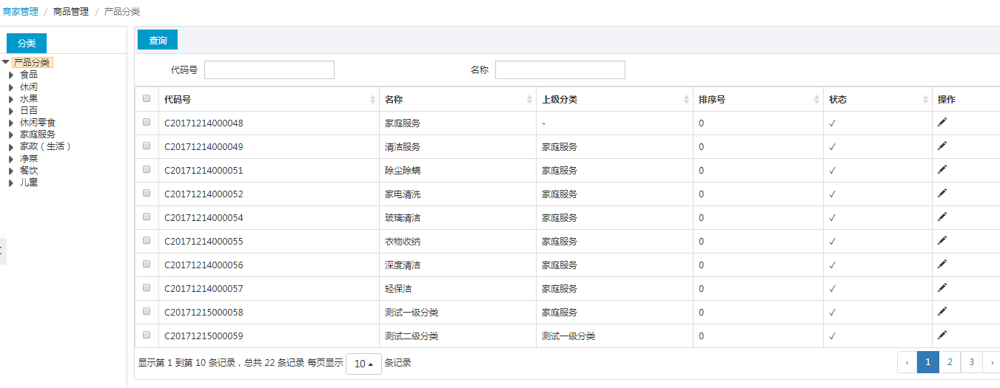 商家管理 / 商品管理 / 产品分类
分类
产品分类
食品
休闲
水果
日百
休闲零食
家庭服务
家政（生活）
净菜
餐饮
儿童
查询
代码号 名称
代码号 名称 上级分类 排序号 状态 操作
C20171214000048 家庭服务 - 0 ✓
C20171214000049 清洁服务 家庭服务 0 ✓
C20171214000051 除尘除螨 家庭服务 0 ✓
C20171214000052 家电清洗 家庭服务 0 ✓
C20171214000054 玻璃清洁 家庭服务 0 ✓
C20171214000055 衣物收纳 家庭服务 0 ✓
C20171214000056 深度清洁 家庭服务 0 ✓
C20171214000057 轻保洁 家庭服务 0 ✓
C20171215000058 测试一级分类 家庭服务 0 ✓
C20171215000059 测试二级分类 测试一级分类 0 ✓
显示第 1 到第 10 条记录，总共 22 条记录 每页显示 10 条记录 ‹ 1 2 3 ›